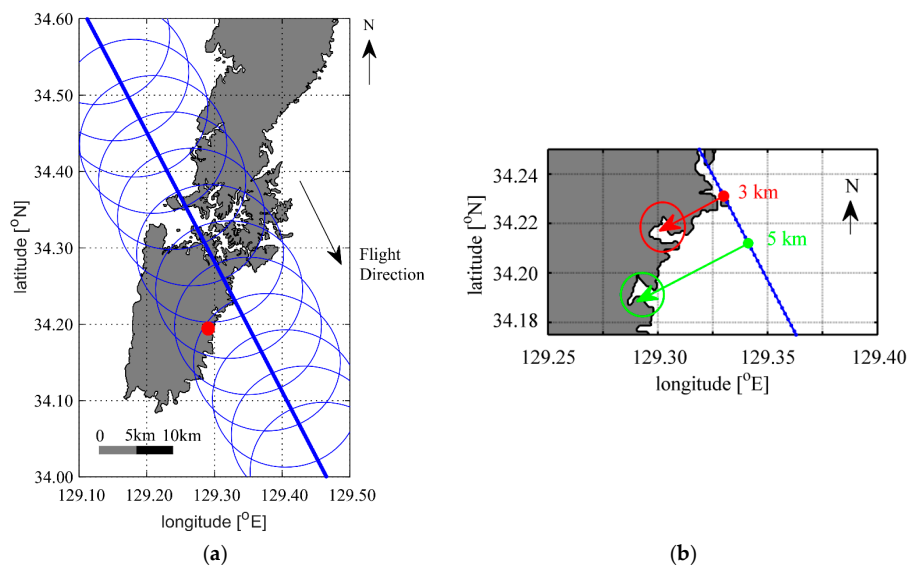 34.60
34.50
34.40
34.30
34.20
34.10
34.00
latitude [°N]
N
Flight
Direction
0 5km 10km
129.10 129.20 129.30 129.40 129.50
longitude [°E]
(a)
34.24
34.22
34.20
34.18
latitude [°N]
3 km
5 km
N
129.25 129.30 129.35 129.40
longitude [°E]
(b)